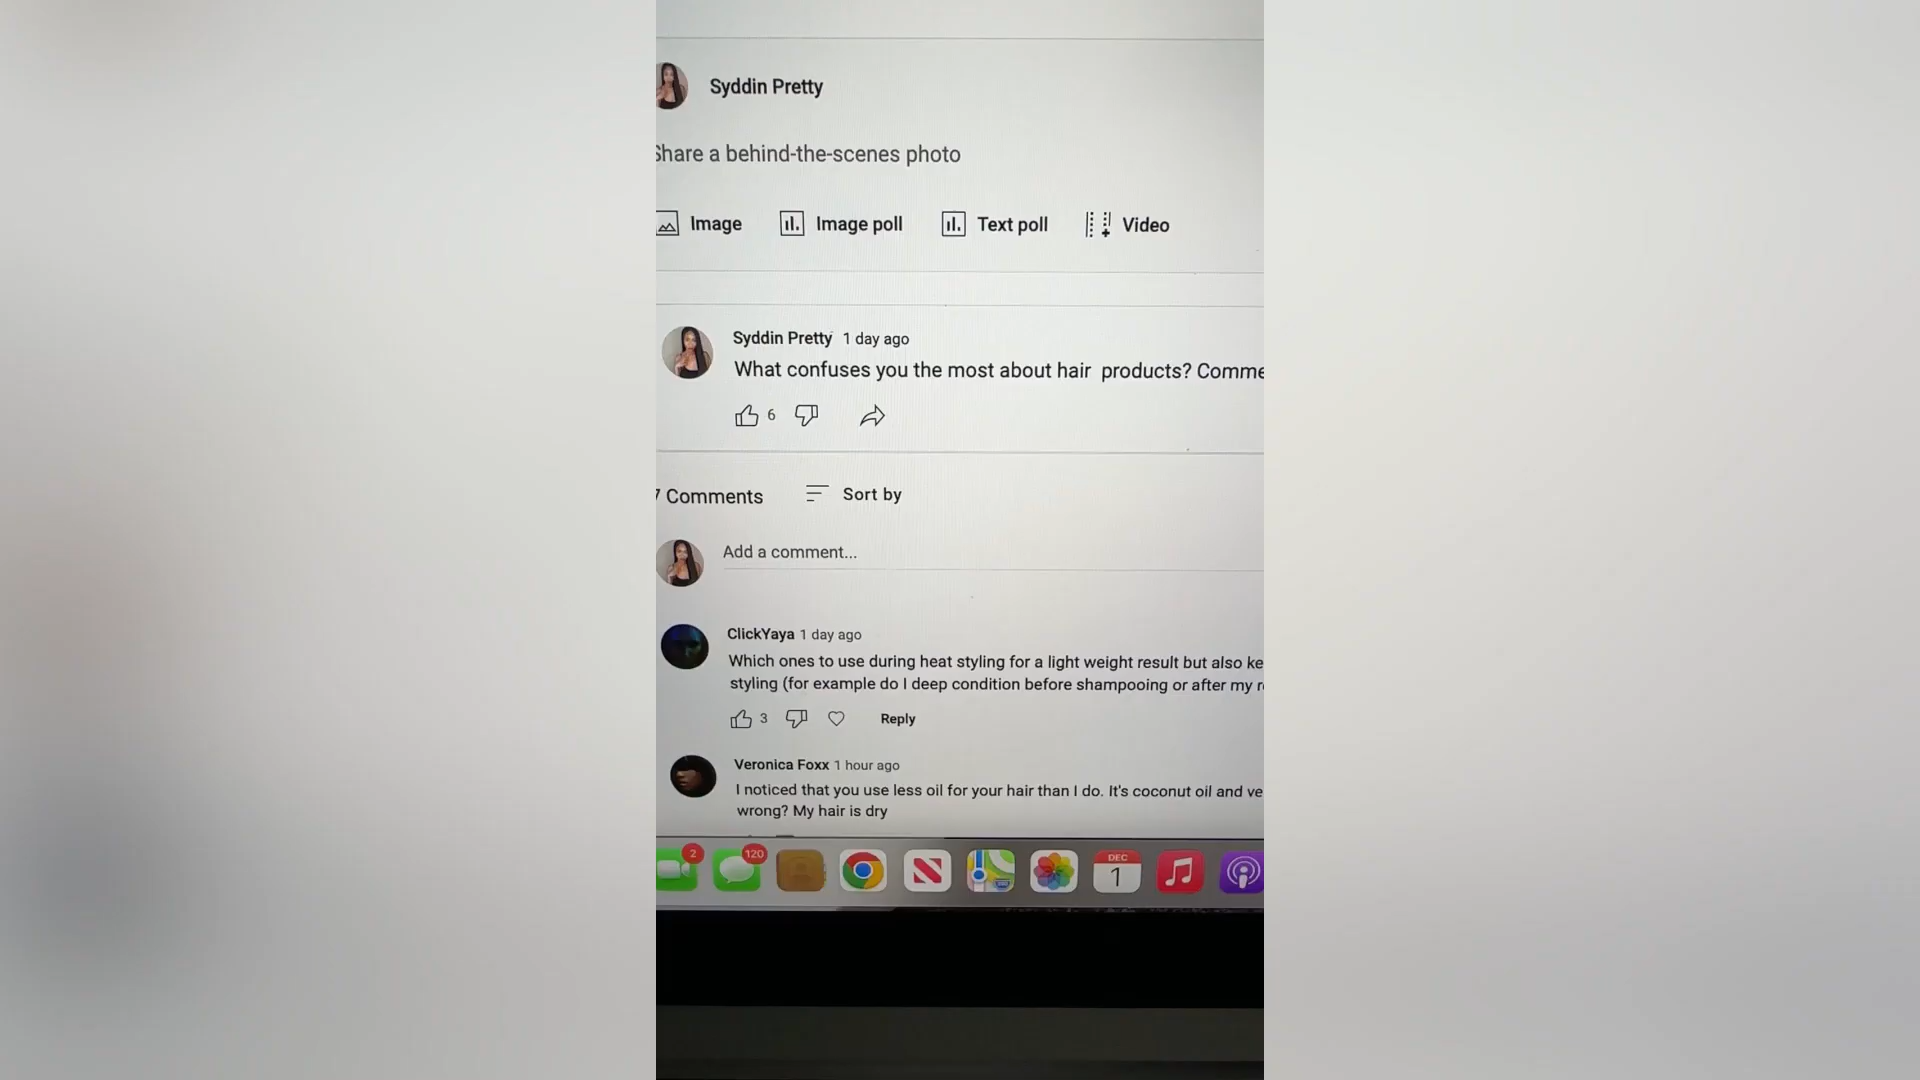 Syddin Pretty
Share a behind-the-scenes photo
Image Image poll Text poll Video
Syddin Pretty 1 day ago
What confuses you the most about hair products? Comme
6
7 Comments Sort by
Add a comment...
ClickYaya 1 day ago
Which ones to use during heat styling for a light weight result but also ke
styling (for example do I deep condition before shampooing or after my r
3 Reply
Veronica Foxx 1 hour ago
I noticed that you use less oil for your hair than I do. It's coconut oil and ve
wrong? My hair is dry
2 120 DEC
1